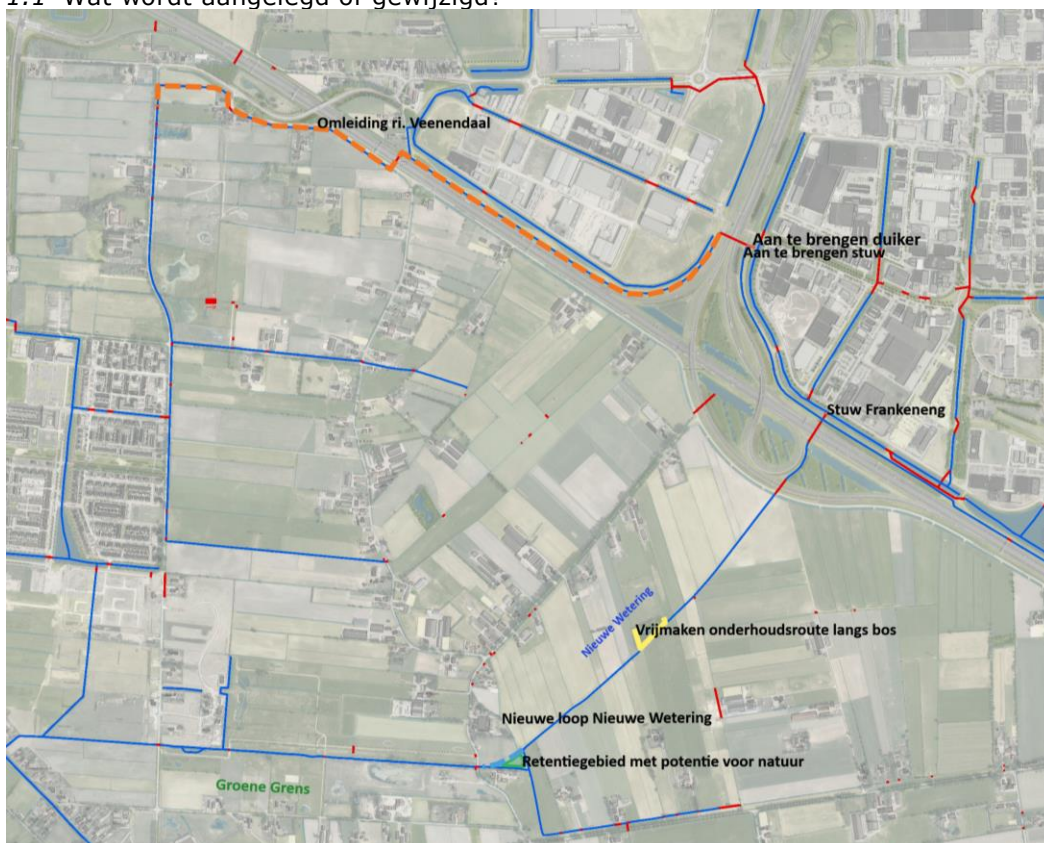 1.1 Wat wordt aangelegd of gewijzigd?
Omleiding ri. Veenendaal
Aan te brengen duiker
Aan te brengen stuw
Stuw Frankeneng
Nieuwe Wetering
Vrijmaken onderhoudsroute langs bos
Nieuwe loop Nieuwe Wetering
Retentiegebied met potentie voor natuur
Groene Grens